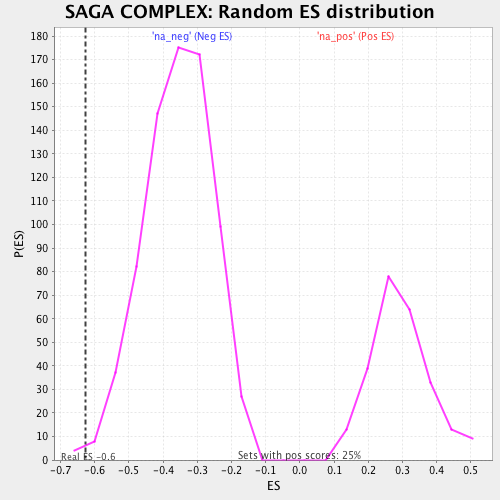 SAGA COMPLEX: Random ES distribution
'na_neg' (Neg ES)
'na_pos' (Pos ES)
180
170
160
150
140
130
120
110
100
90
80
70
60
50
40
30
20
10
0
P(ES)
Real ES -0.6
Sets with pos scores: 25%
-0.7 -0.6 -0.5 -0.4 -0.3 -0.2 -0.1 0.0 0.1 0.2 0.3 0.4 0.5
ES